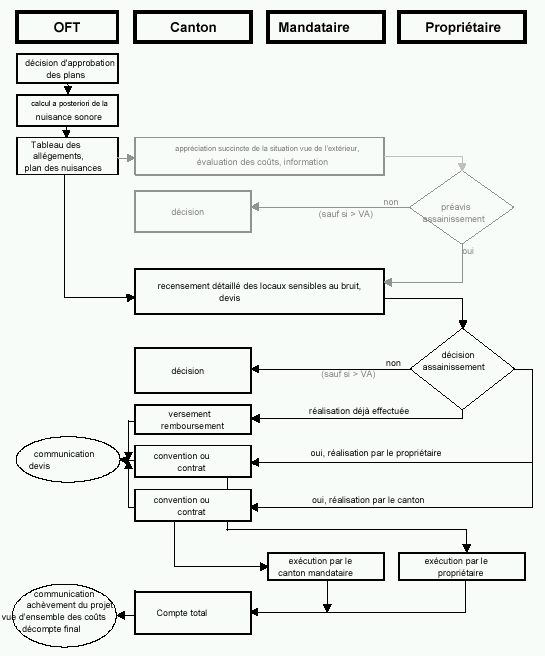 OFT
Canton
Mandataire
Propriétaire
décision d'approbation
des plans
calcul a posteriori de la
nuisance sonore
Tableau des
allégements,
plan des nuisances
appréciation succincte de la situation vue de l'extérieur,
évaluation des coûts, information
décision
non
(sauf si > VA)
préavis
assainissement
oui
recensement détaillé des locaux sensibles au bruit,
devis
décision
assainissement
décision
non
(sauf si > VA)
versement
remboursement
réalisation déjà effectuée
communication
devis
convention ou
contrat
oui, réalisation par le propriétaire
convention ou
contrat
oui, réalisation par le canton
exécution par le
canton mandataire
exécution par le
propriétaire
communication
achèvement du projet
vue d'ensemble des coûts
décompte final
Compte total